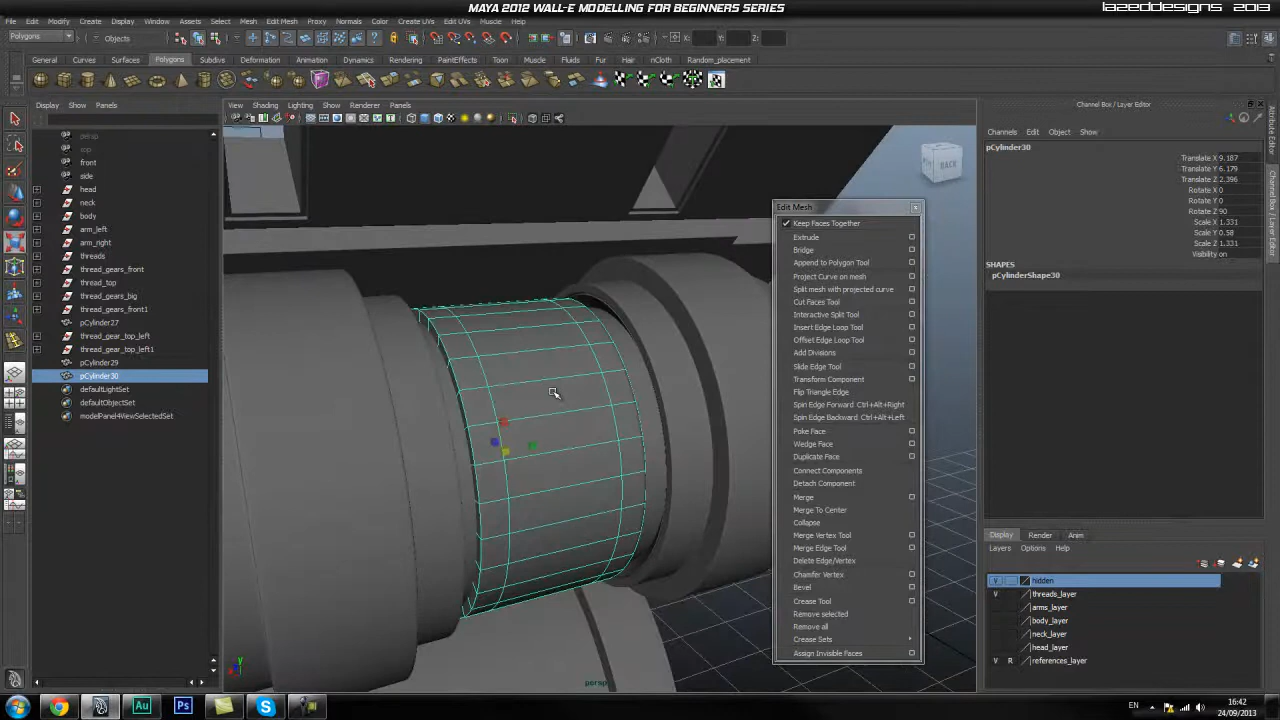 MAYA 2012 WALL-E MODELLING FOR BEGINNERS SERIES
LAZEDDESIGNS 2013
File Edit Modify Create Display Window Assets Select Mesh Edit Mesh Proxy Normals Color Create UVs Edit UVs Muscle Help
Polygons Objects X: Y: Z:
General Curves Surfaces Polygons Subdivs Deformation Animation Dynamics Rendering PaintEffects Toon Muscle Fluids Fur Hair nCloth Random_placement
Display Show Panels
View Shading Lighting Show Renderer Panels
Channel Box / Layer Editor
Channels Edit Object Show
persp
top
front
side
head
neck
body
arm_left
arm_right
threads
thread_gears_front
thread_top
thread_gears_big
thread_gears_front1
pCylinder27
thread_gear_top_left
thread_gear_top_left1
pCylinder29
pCylinder30
defaultLightSet
defaultObjectSet
modelPanel4ViewSelectedSet
BACK
persp
Edit Mesh
Keep Faces Together
Extrude
Bridge
Append to Polygon Tool
Project Curve on mesh
Split mesh with projected curve
Cut Faces Tool
Interactive Split Tool
Insert Edge Loop Tool
Offset Edge Loop Tool
Add Divisions
Slide Edge Tool
Transform Component
Flip Triangle Edge
Spin Edge Forward Ctrl+Alt+Right
Spin Edge Backward Ctrl+Alt+Left
Poke Face
Wedge Face
Duplicate Face
Connect Components
Detach Component
Merge
Merge To Center
Collapse
Merge Vertex Tool
Merge Edge Tool
Delete Edge/Vertex
Chamfer Vertex
Bevel
Crease Tool
Remove selected
Remove all
Crease Sets
Assign Invisible Faces
pCylinder30
Translate X 9.187
Translate Y 6.179
Translate Z 2.396
Rotate X 0
Rotate Y 0
Rotate Z 90
Scale X 1.331
Scale Y 0.58
Scale Z 1.331
Visibility on
SHAPES
pCylinderShape30
Attribute Editor
Channel Box / Layer Editor
Display Render Anim
Layers Options Help
V hidden
V threads_layer
arms_layer
body_layer
neck_layer
head_layer
V R references_layer
EN
16:42
24/09/2013